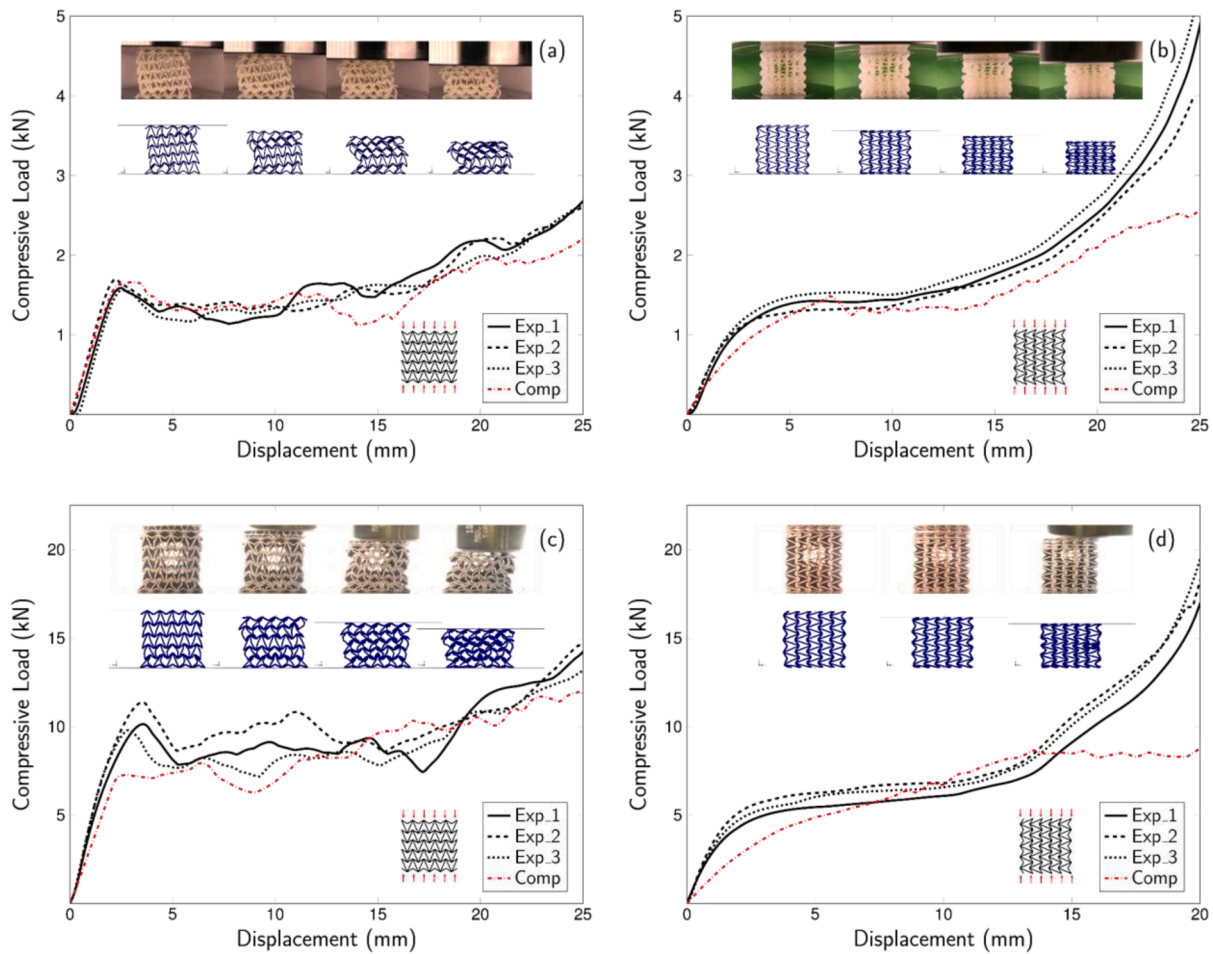 (a)
Compressive Load (kN)
5
4
3
2
1
0
0 5 10 15 20 25
Displacement (mm)
Exp_1
Exp_2
Exp_3
Comp
(b)
Compressive Load (kN)
5
4
3
2
1
0 5 10 15 20 25
Displacement (mm)
Exp_1
Exp_2
Exp_3
Comp
(c)
Compressive Load (kN)
20
15
10
5
0 5 10 15 20 25
Displacement (mm)
Exp_1
Exp_2
Exp_3
Comp
(d)
Compressive Load (kN)
20
15
10
5
0 5 10 15 20
Displacement (mm)
Exp_1
Exp_2
Exp_3
Comp